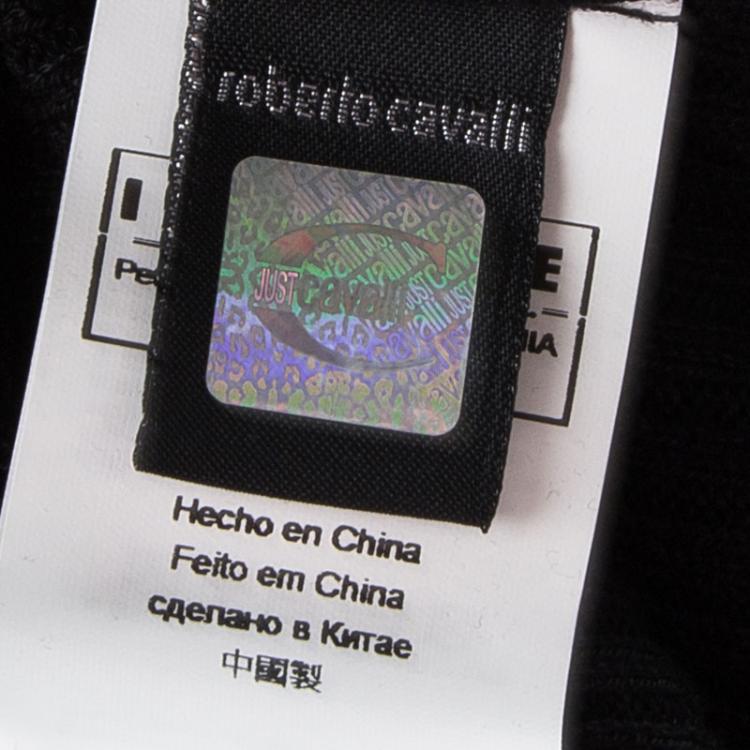 roberto cavalli
JUST cavalli
Hecho en China
Feito em China
сделано в Китае
中國製